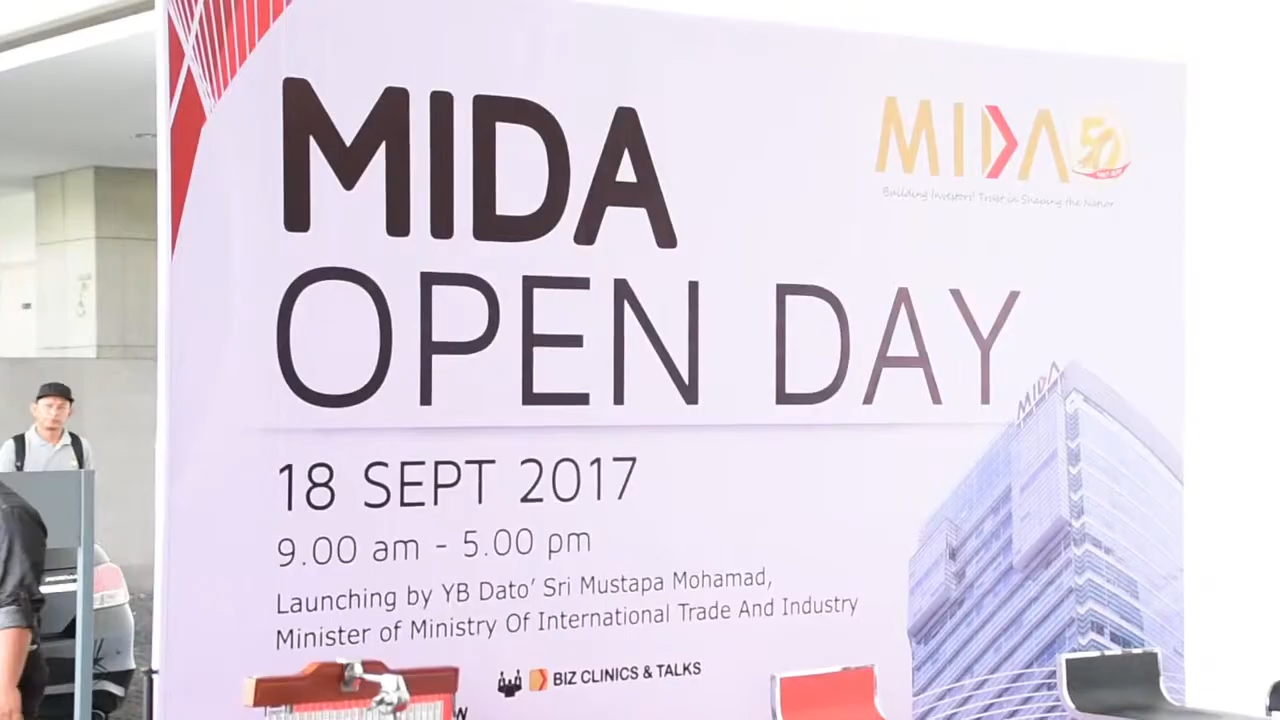 MIDA
MIDA 50
Building Investors' Trust in Shaping the Nation
OPEN DAY
MIDA
18 SEPT 2017
9.00 am - 5.00 pm
Launching by YB Dato' Sri Mustapa Mohamad,
Minister of Ministry Of International Trade And Industry
BIZ CLINICS & TALKS